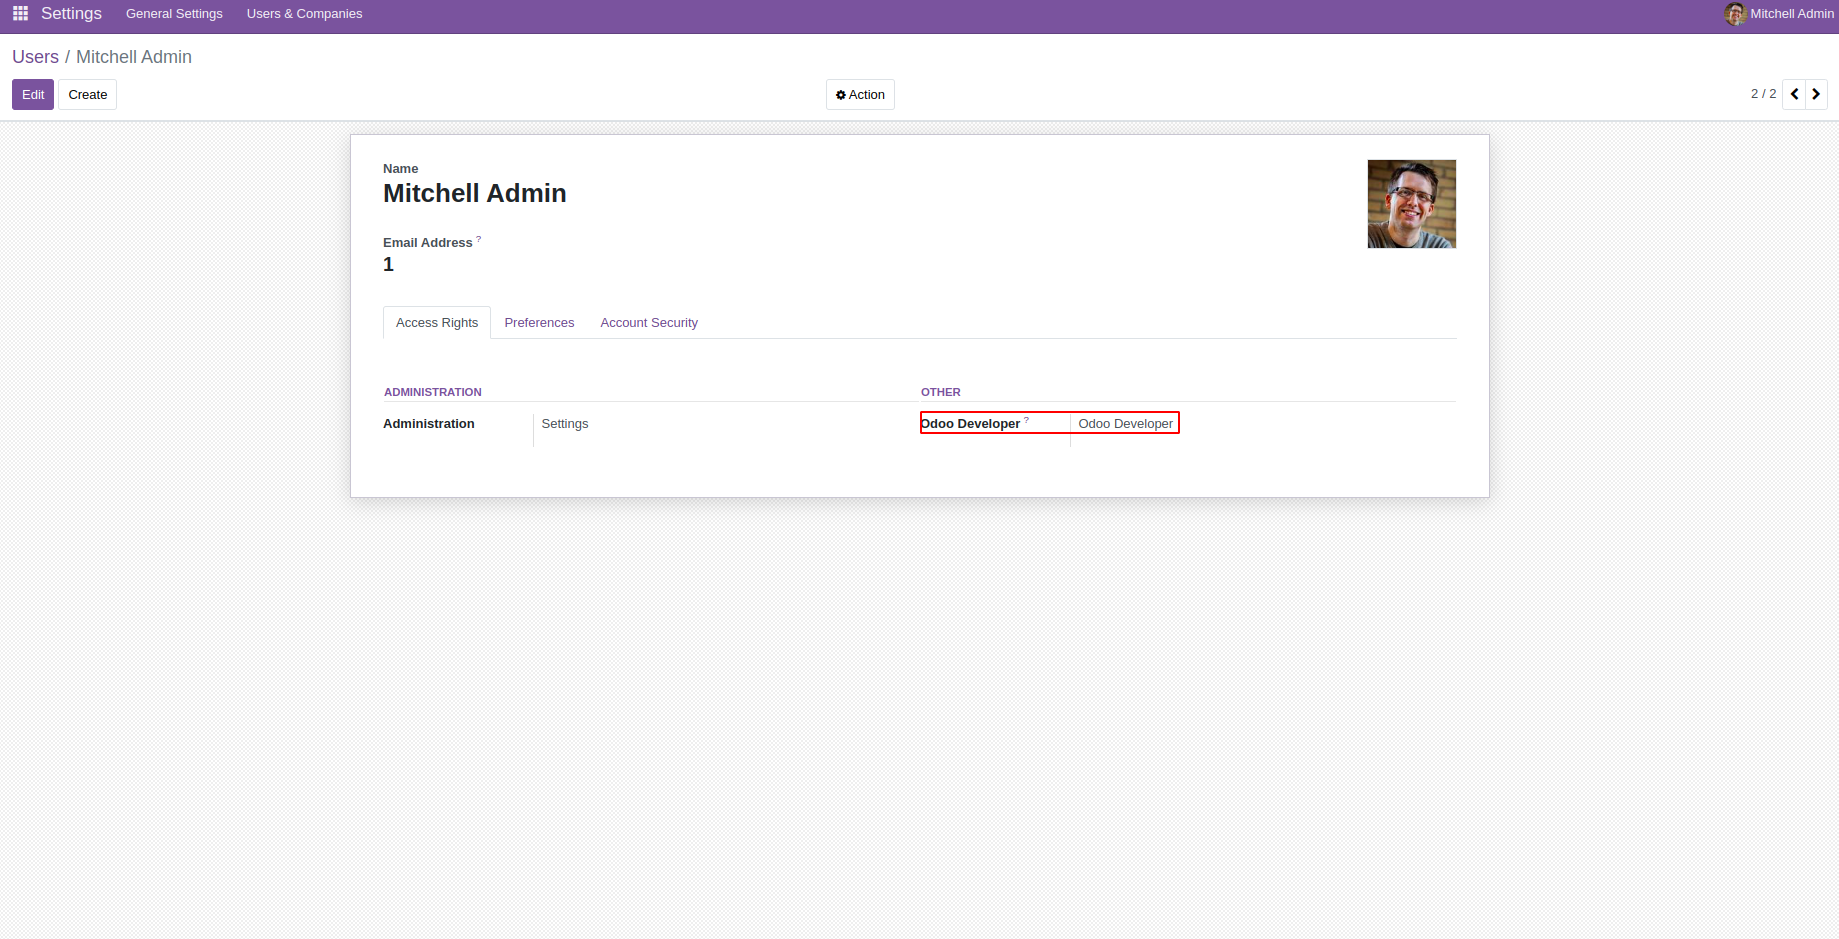 Settings General Settings Users & Companies Mitchell Admin
Users / Mitchell Admin
Edit Create Action 2 / 2
Name
Mitchell Admin
Email Address ?
1
Access Rights Preferences Account Security
ADMINISTRATION OTHER
Administration Settings Odoo Developer ? Odoo Developer